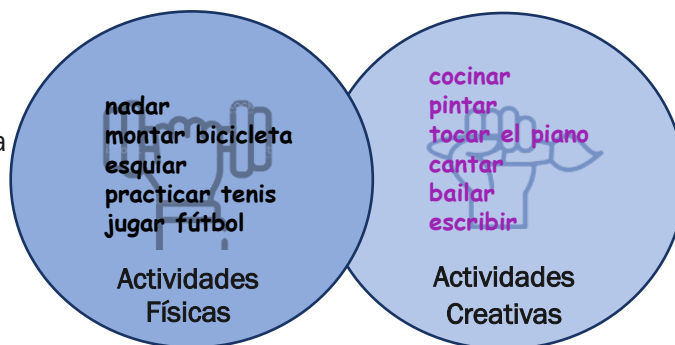 a
nadar
montar bicicleta
esquiar
practicar tenis
jugar fútbol
Actividades
Físicas
cocinar
pintar
tocar el piano
cantar
bailar
escribir
Actividades
Creativas